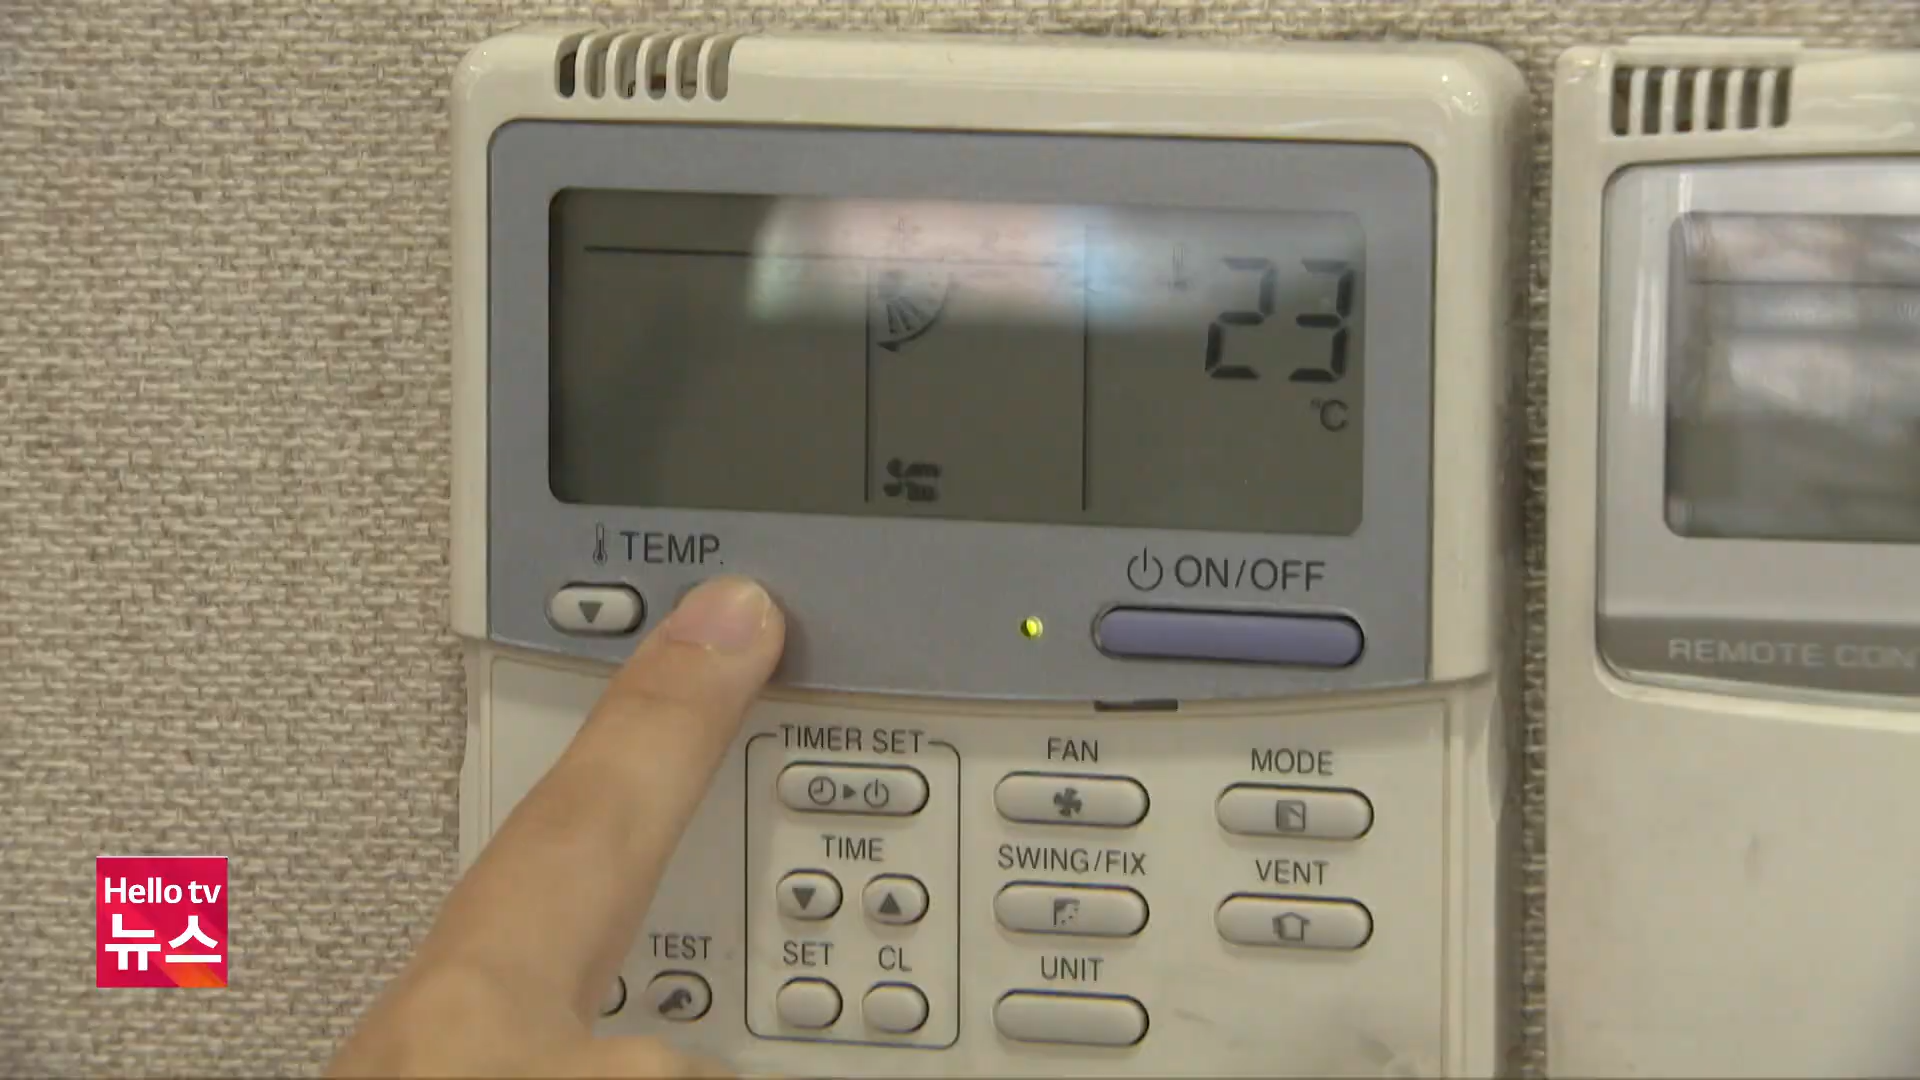 23
°C
TEMP.
ON/OFF
REMOTE CON
TIMER SET
FAN
MODE
TIME
SWING/FIX
VENT
TEST
SET
CL
UNIT
Hello tv
뉴스